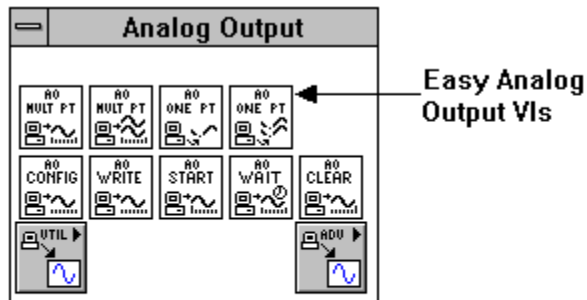 Analog Output
AO MULT PT
AO MULT PT
AO ONE PT
AO ONE PT
Easy Analog
Output VIs
AO CONFIG
AO WRITE
AO START
AO WAIT
AO CLEAR
UTIL
ADV